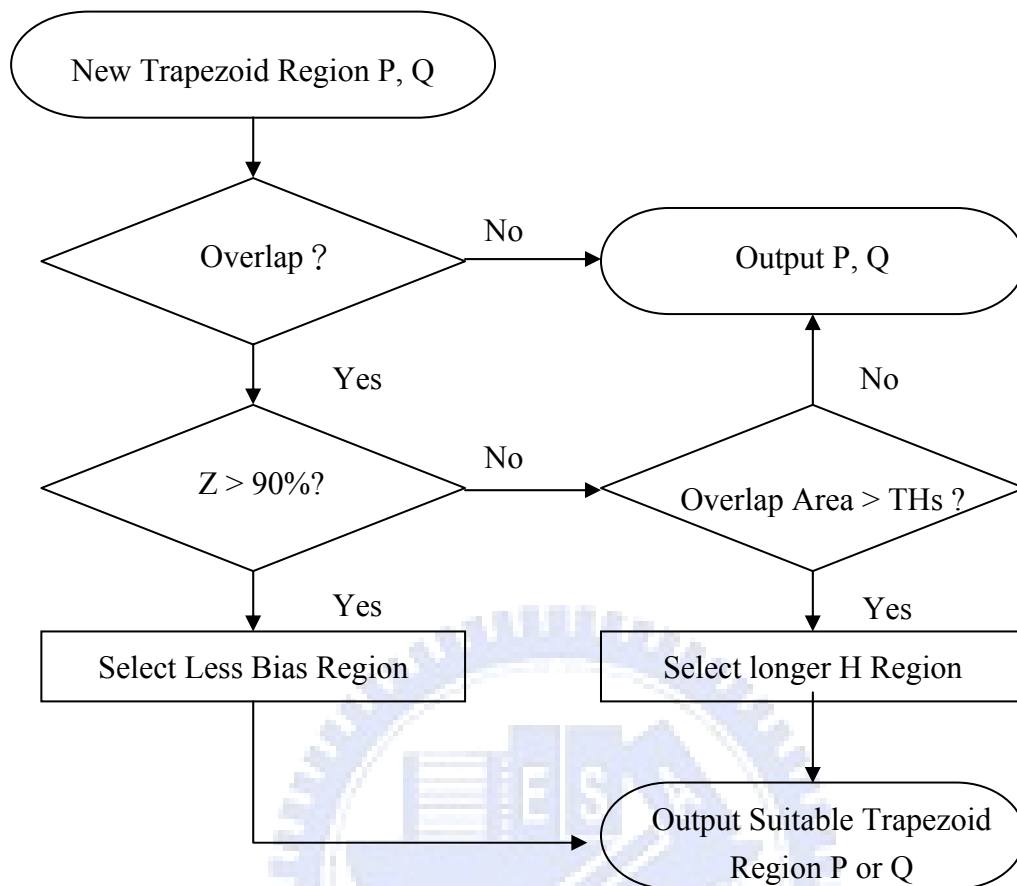 New Trapezoid Region P, Q
Overlap ?
No
Output P, Q
Yes
No
Z > 90%?
No
Overlap Area > THs ?
Yes
Yes
Select Less Bias Region
Select longer H Region
Output Suitable Trapezoid
Region P or Q
ES